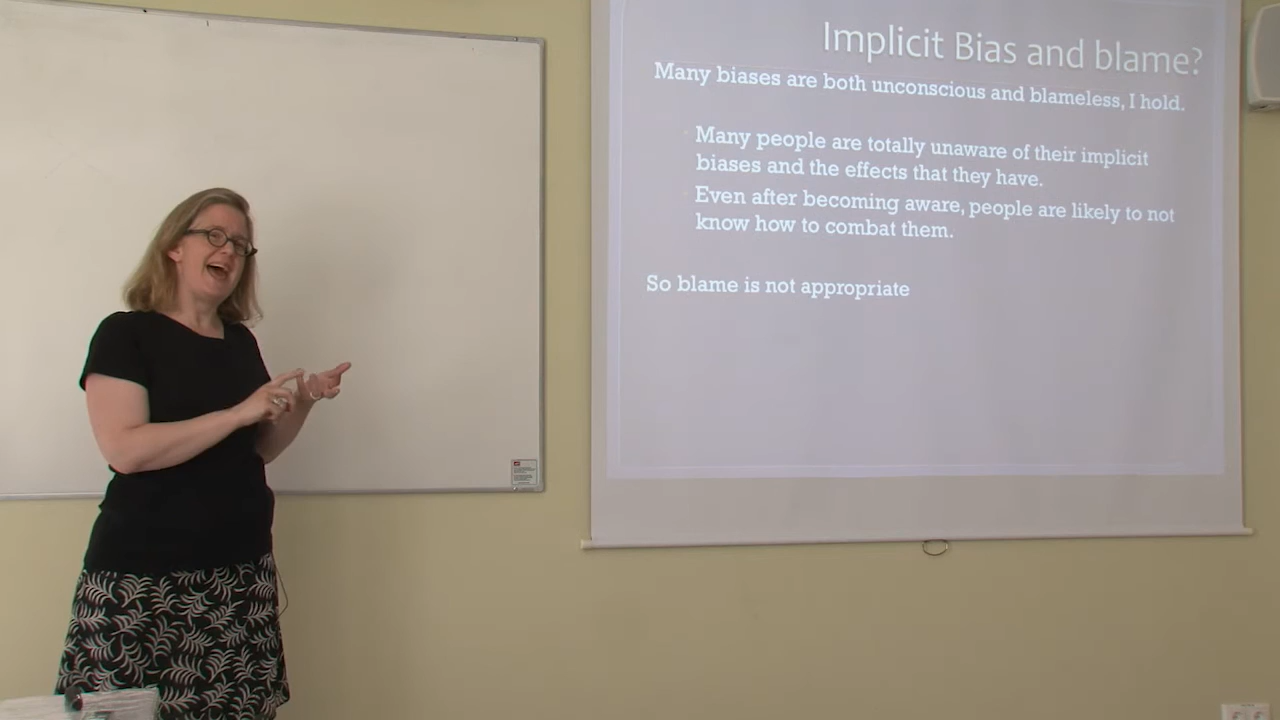 Implicit Bias and blame?
Many biases are both unconscious and blameless, I hold.
Many people are totally unaware of their implicit
biases and the effects that they have.
Even after becoming aware, people are likely to not
know how to combat them.
So blame is not appropriate